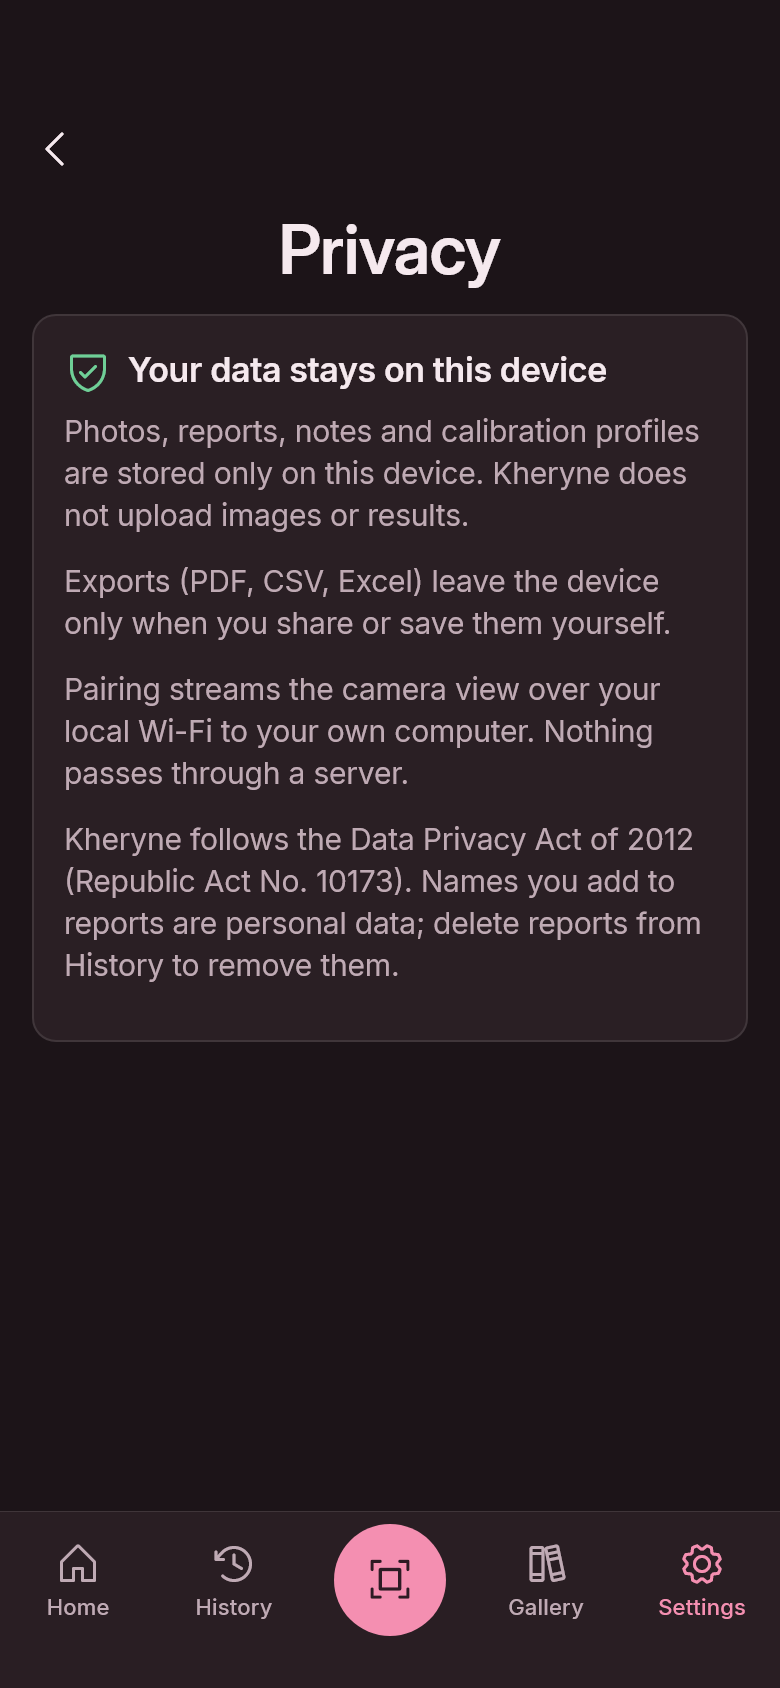 Privacy
Your data stays on this device
Photos, reports, notes and calibration profiles
are stored only on this device. Kheryne does
not upload images or results.
Exports (PDF, CSV, Excel) leave the device
only when you share or save them yourself.
Pairing streams the camera view over your
local Wi-Fi to your own computer. Nothing
passes through a server.
Kheryne follows the Data Privacy Act of 2012
(Republic Act No. 10173). Names you add to
reports are personal data; delete reports from
History to remove them.
Home
History
Gallery
Settings